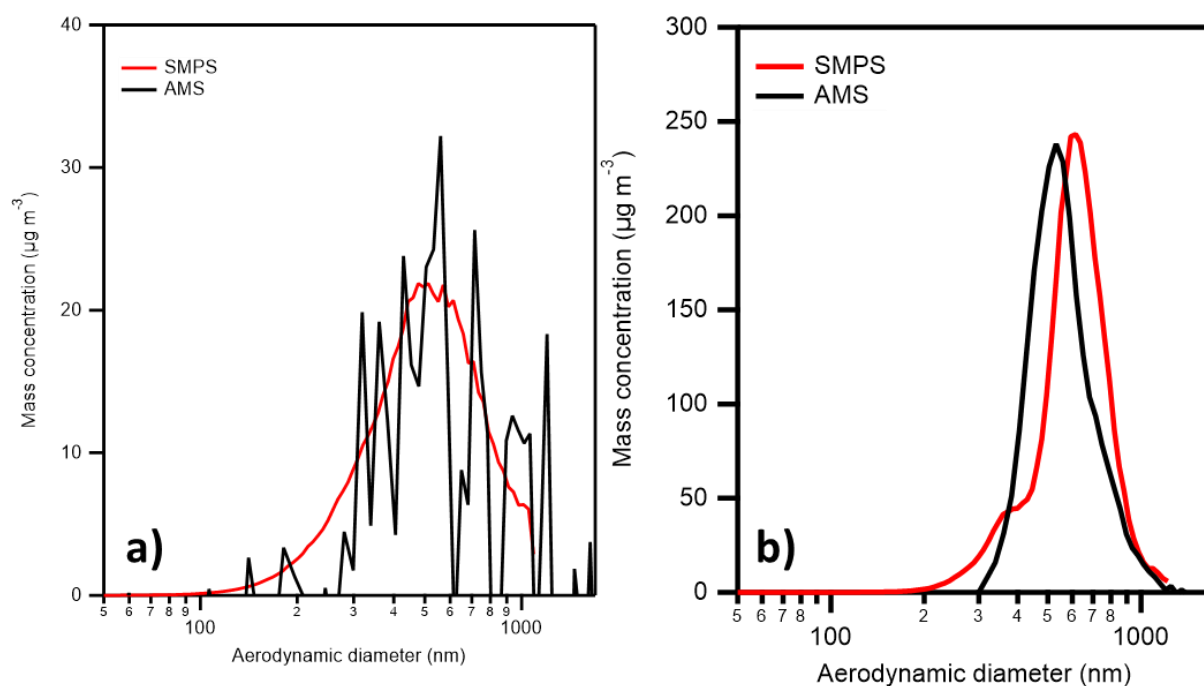 40
30
20
10
0
Mass concentration (µg m⁻³)
SMPS
AMS
a)
5 6 7 8 9 2 3 4 5 6 7 8 9
100 1000
Aerodynamic diameter (nm)
300
250
200
150
100
50
0
Mass concentration (µg m⁻³)
SMPS
AMS
b)
5 6 7 8 2 3 4 5 6 7 8
100 1000
Aerodynamic diameter (nm)